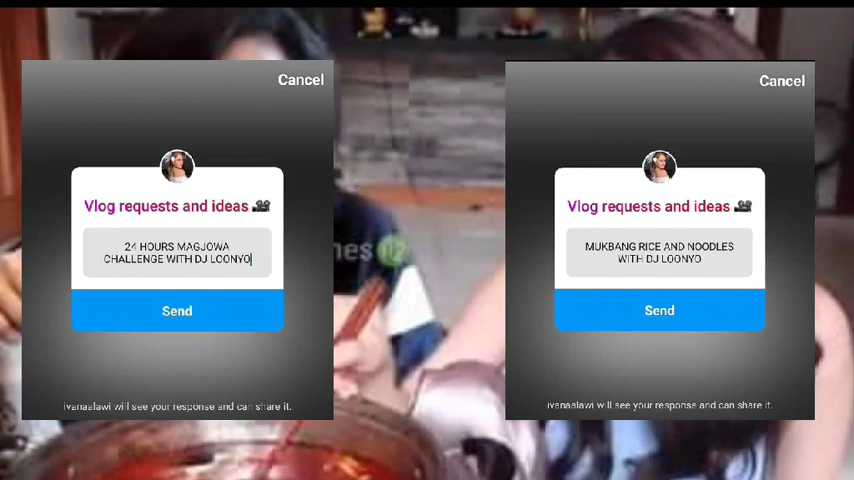 Cancel
Vlog requests and ideas
24 HOURS MAGJOWA
CHALLENGE WITH DJ LOONYO
Send
ivanaalawi will see your response and can share it.
Cancel
Vlog requests and ideas
MUKBANG RICE AND NOODLES
WITH DJ LOONYO
Send
ivanaalawi will see your response and can share it.